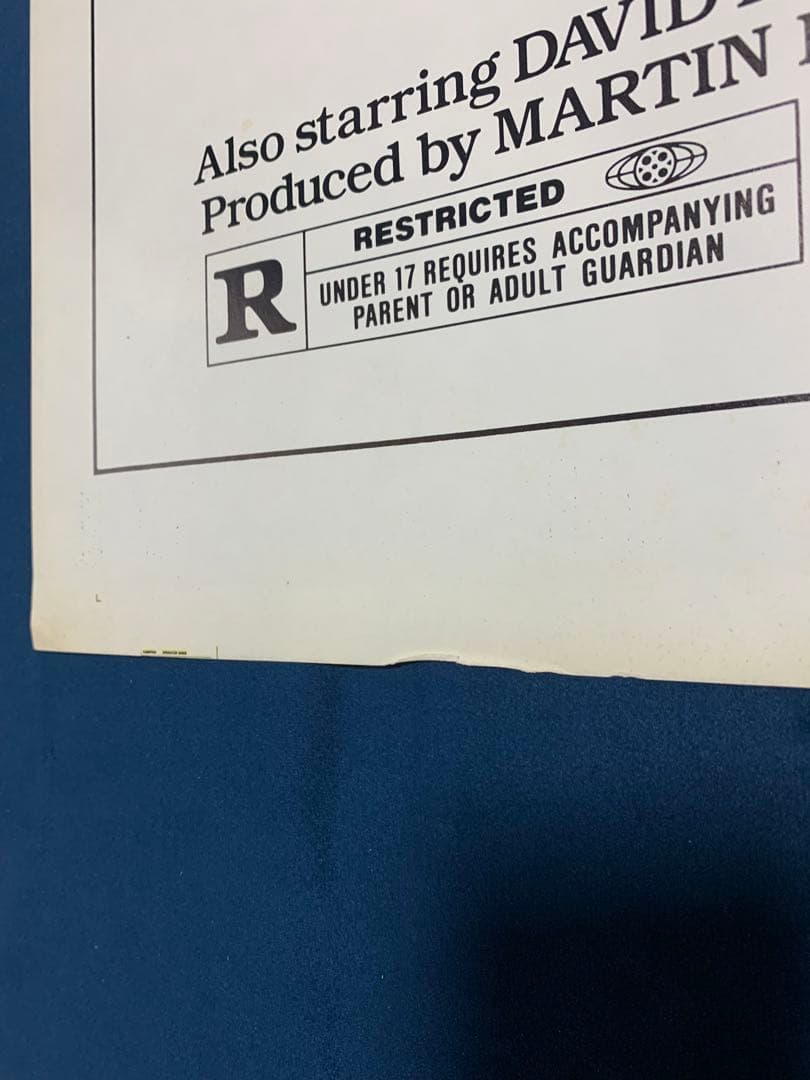 Also starring DAVID
Produced by MARTIN
RESTRICTED
R
UNDER 17 REQUIRES ACCOMPANYING
PARENT OR ADULT GUARDIAN